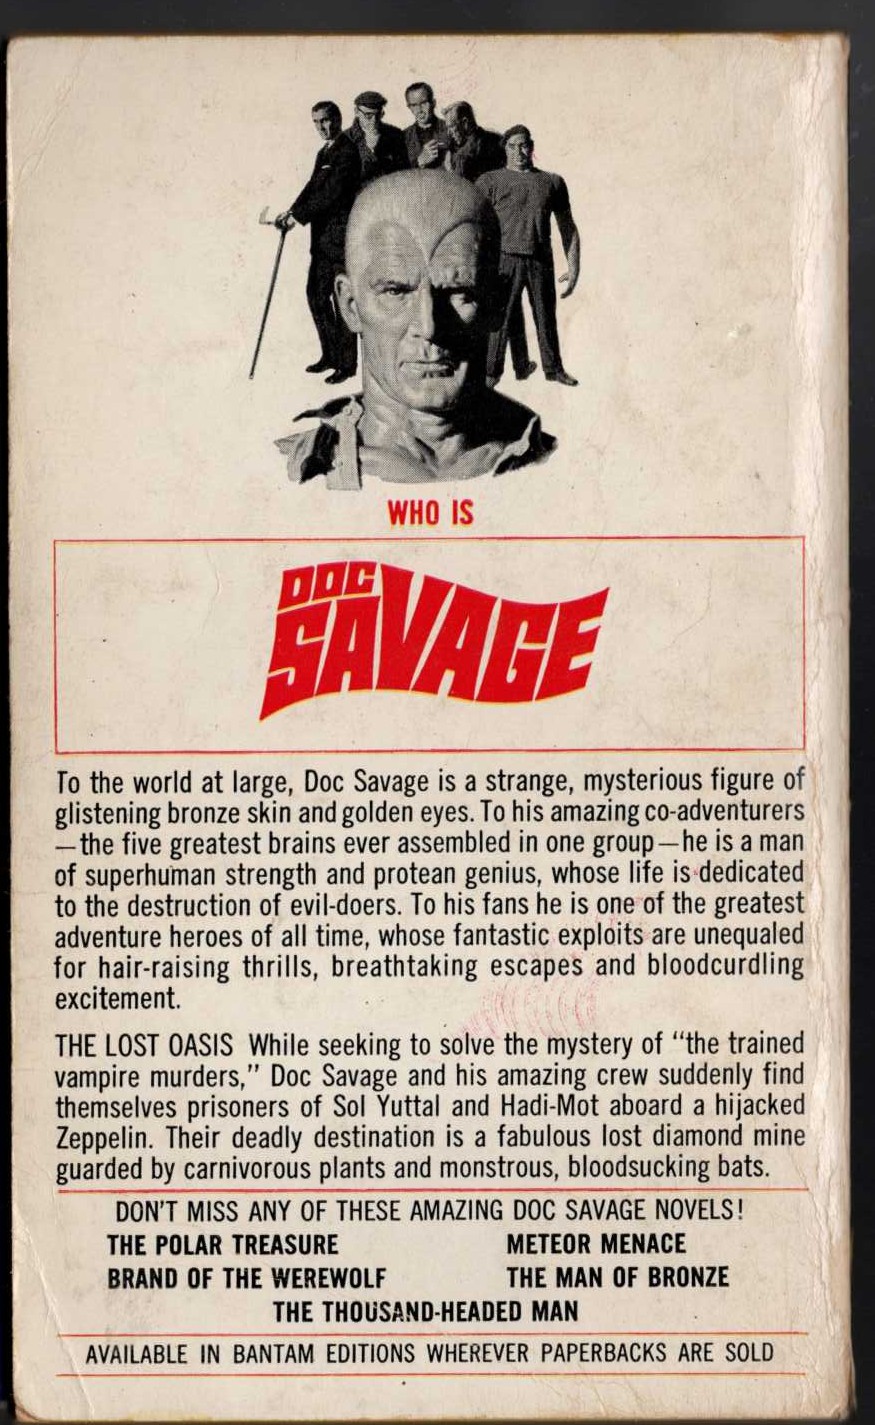 WHO IS
DOC
SAVAGE
To the world at large, Doc Savage is a strange, mysterious figure of
glistening bronze skin and golden eyes. To his amazing co-adventurers
—the five greatest brains ever assembled in one group—he is a man
of superhuman strength and protean genius, whose life is dedicated
to the destruction of evil-doers. To his fans he is one of the greatest
adventure heroes of all time, whose fantastic exploits are unequaled
for hair-raising thrills, breathtaking escapes and bloodcurdling
excitement.
THE LOST OASIS While seeking to solve the mystery of "the trained
vampire murders," Doc Savage and his amazing crew suddenly find
themselves prisoners of Sol Yuttal and Hadi-Mot aboard a hijacked
Zeppelin. Their deadly destination is a fabulous lost diamond mine
guarded by carnivorous plants and monstrous, bloodsucking bats.
DON'T MISS ANY OF THESE AMAZING DOC SAVAGE NOVELS!
THE POLAR TREASURE METEOR MENACE
BRAND OF THE WEREWOLF THE MAN OF BRONZE
THE THOUSAND-HEADED MAN
AVAILABLE IN BANTAM EDITIONS WHEREVER PAPERBACKS ARE SOLD